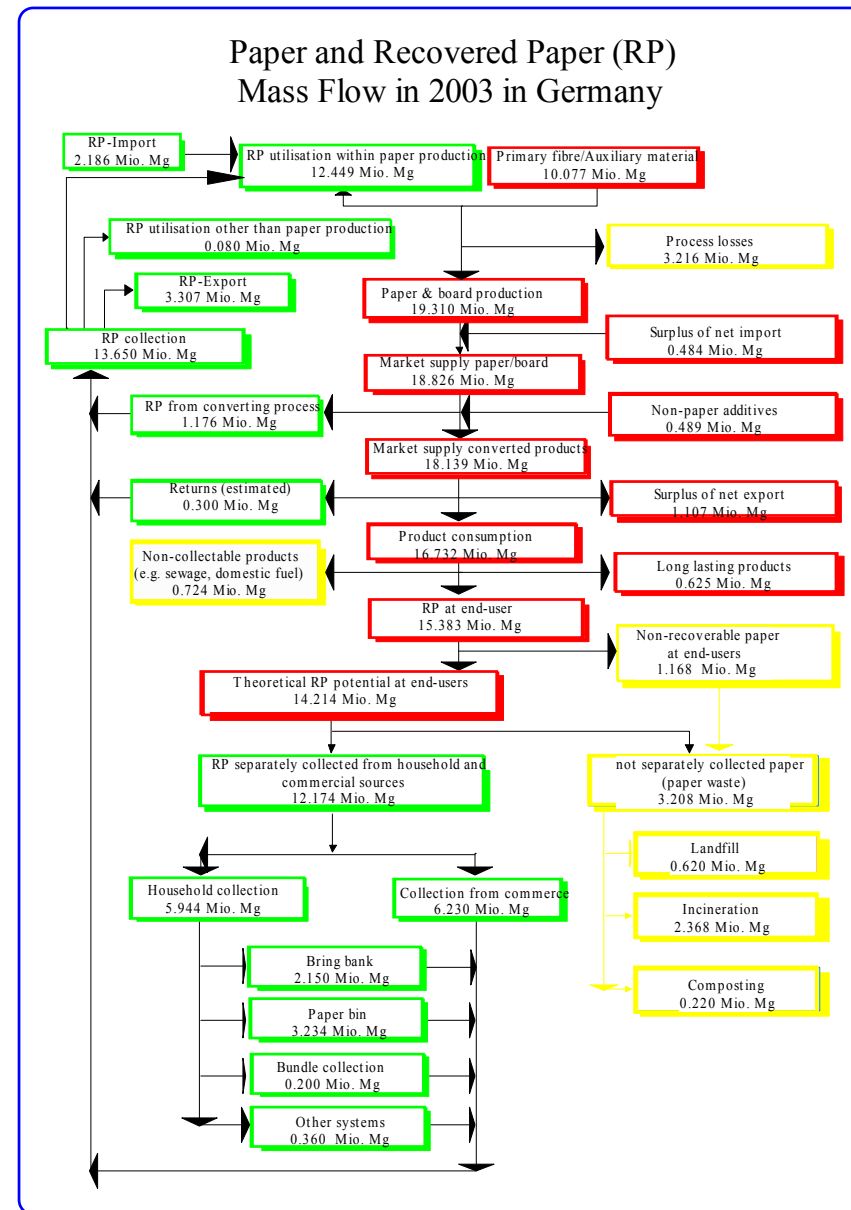 Paper and Recovered Paper (RP)
Mass Flow in 2003 in Germany
RP-Import
2.186 Mio. Mg
RP utilisation within paper production
12.449 Mio. Mg
Primary fibre/Auxiliary material
10.077 Mio. Mg
RP utilisation other than paper production
0.080 Mio. Mg
Process losses
3.216 Mio. Mg
RP-Export
3.307 Mio. Mg
Paper & board production
19.310 Mio. Mg
RP collection
13.650 Mio. Mg
Surplus of net import
0.484 Mio. Mg
Market supply paper/board
18.826 Mio. Mg
RP from converting process
1.176 Mio. Mg
Non-paper additives
0.489 Mio. Mg
Market supply converted products
18.139 Mio. Mg
Returns (estimated)
0.300 Mio. Mg
Surplus of net export
1.107 Mio. Mg
Product consumption
16.732 Mio. Mg
Non-collectable products
(e.g. sewage, domestic fuel)
0.724 Mio. Mg
Long lasting products
0.625 Mio. Mg
RP at end-user
15.383 Mio. Mg
Non-recoverable paper
at end-users
1.168 Mio. Mg
Theoretical RP potential at end-users
14.214 Mio. Mg
RP separately collected from household and
commercial sources
12.174 Mio. Mg
not separately collected paper
(paper waste)
3.208 Mio. Mg
Landfill
0.620 Mio. Mg
Household collection
5.944 Mio. Mg
Collection from commerce
6.230 Mio. Mg
Incineration
2.368 Mio. Mg
Bring bank
2.150 Mio. Mg
Composting
0.220 Mio. Mg
Paper bin
3.234 Mio. Mg
Bundle collection
0.200 Mio. Mg
Other systems
0.360 Mio. Mg